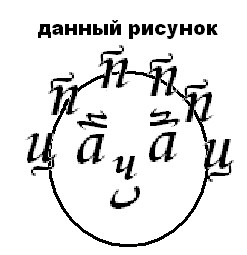 данный рисунок
п̃ п̃ п̃ п̃
ц а ч а ц